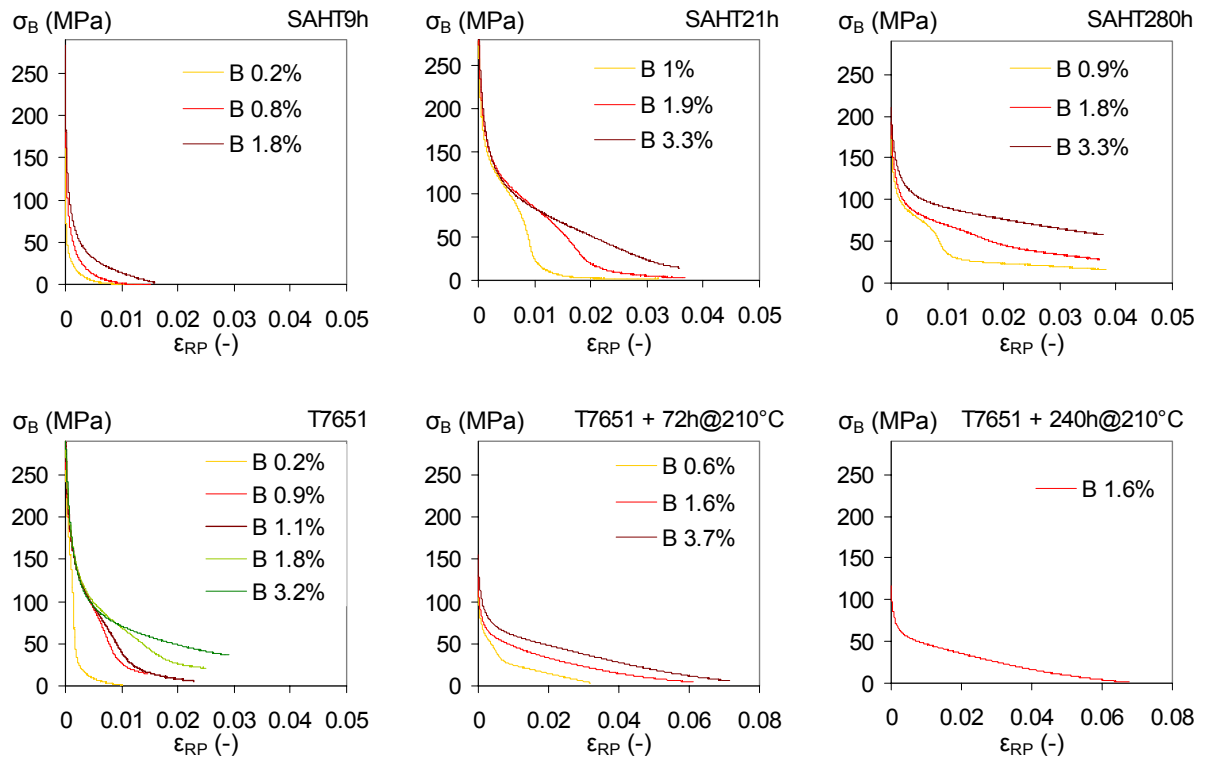 σB (MPa) SAHT9h
B 0.2%
B 0.8%
B 1.8%
250
200
150
100
50
0
0 0.01 0.02 0.03 0.04 0.05
εRP (-)
σB (MPa) SAHT21h
B 1%
B 1.9%
B 3.3%
250
200
150
100
50
0
0 0.01 0.02 0.03 0.04 0.05
εRP (-)
σB (MPa) SAHT280h
B 0.9%
B 1.8%
B 3.3%
250
200
150
100
50
0
0 0.01 0.02 0.03 0.04 0.05
εRP (-)
σB (MPa) T7651
B 0.2%
B 0.9%
B 1.1%
B 1.8%
B 3.2%
250
200
150
100
50
0
0 0.01 0.02 0.03 0.04 0.05
εRP (-)
σB (MPa) T7651 + 72h@210°C
B 0.6%
B 1.6%
B 3.7%
250
200
150
100
50
0
0 0.02 0.04 0.06 0.08
εRP (-)
σB (MPa) T7651 + 240h@210°C
B 1.6%
250
200
150
100
50
0
0 0.02 0.04 0.06 0.08
εRP (-)